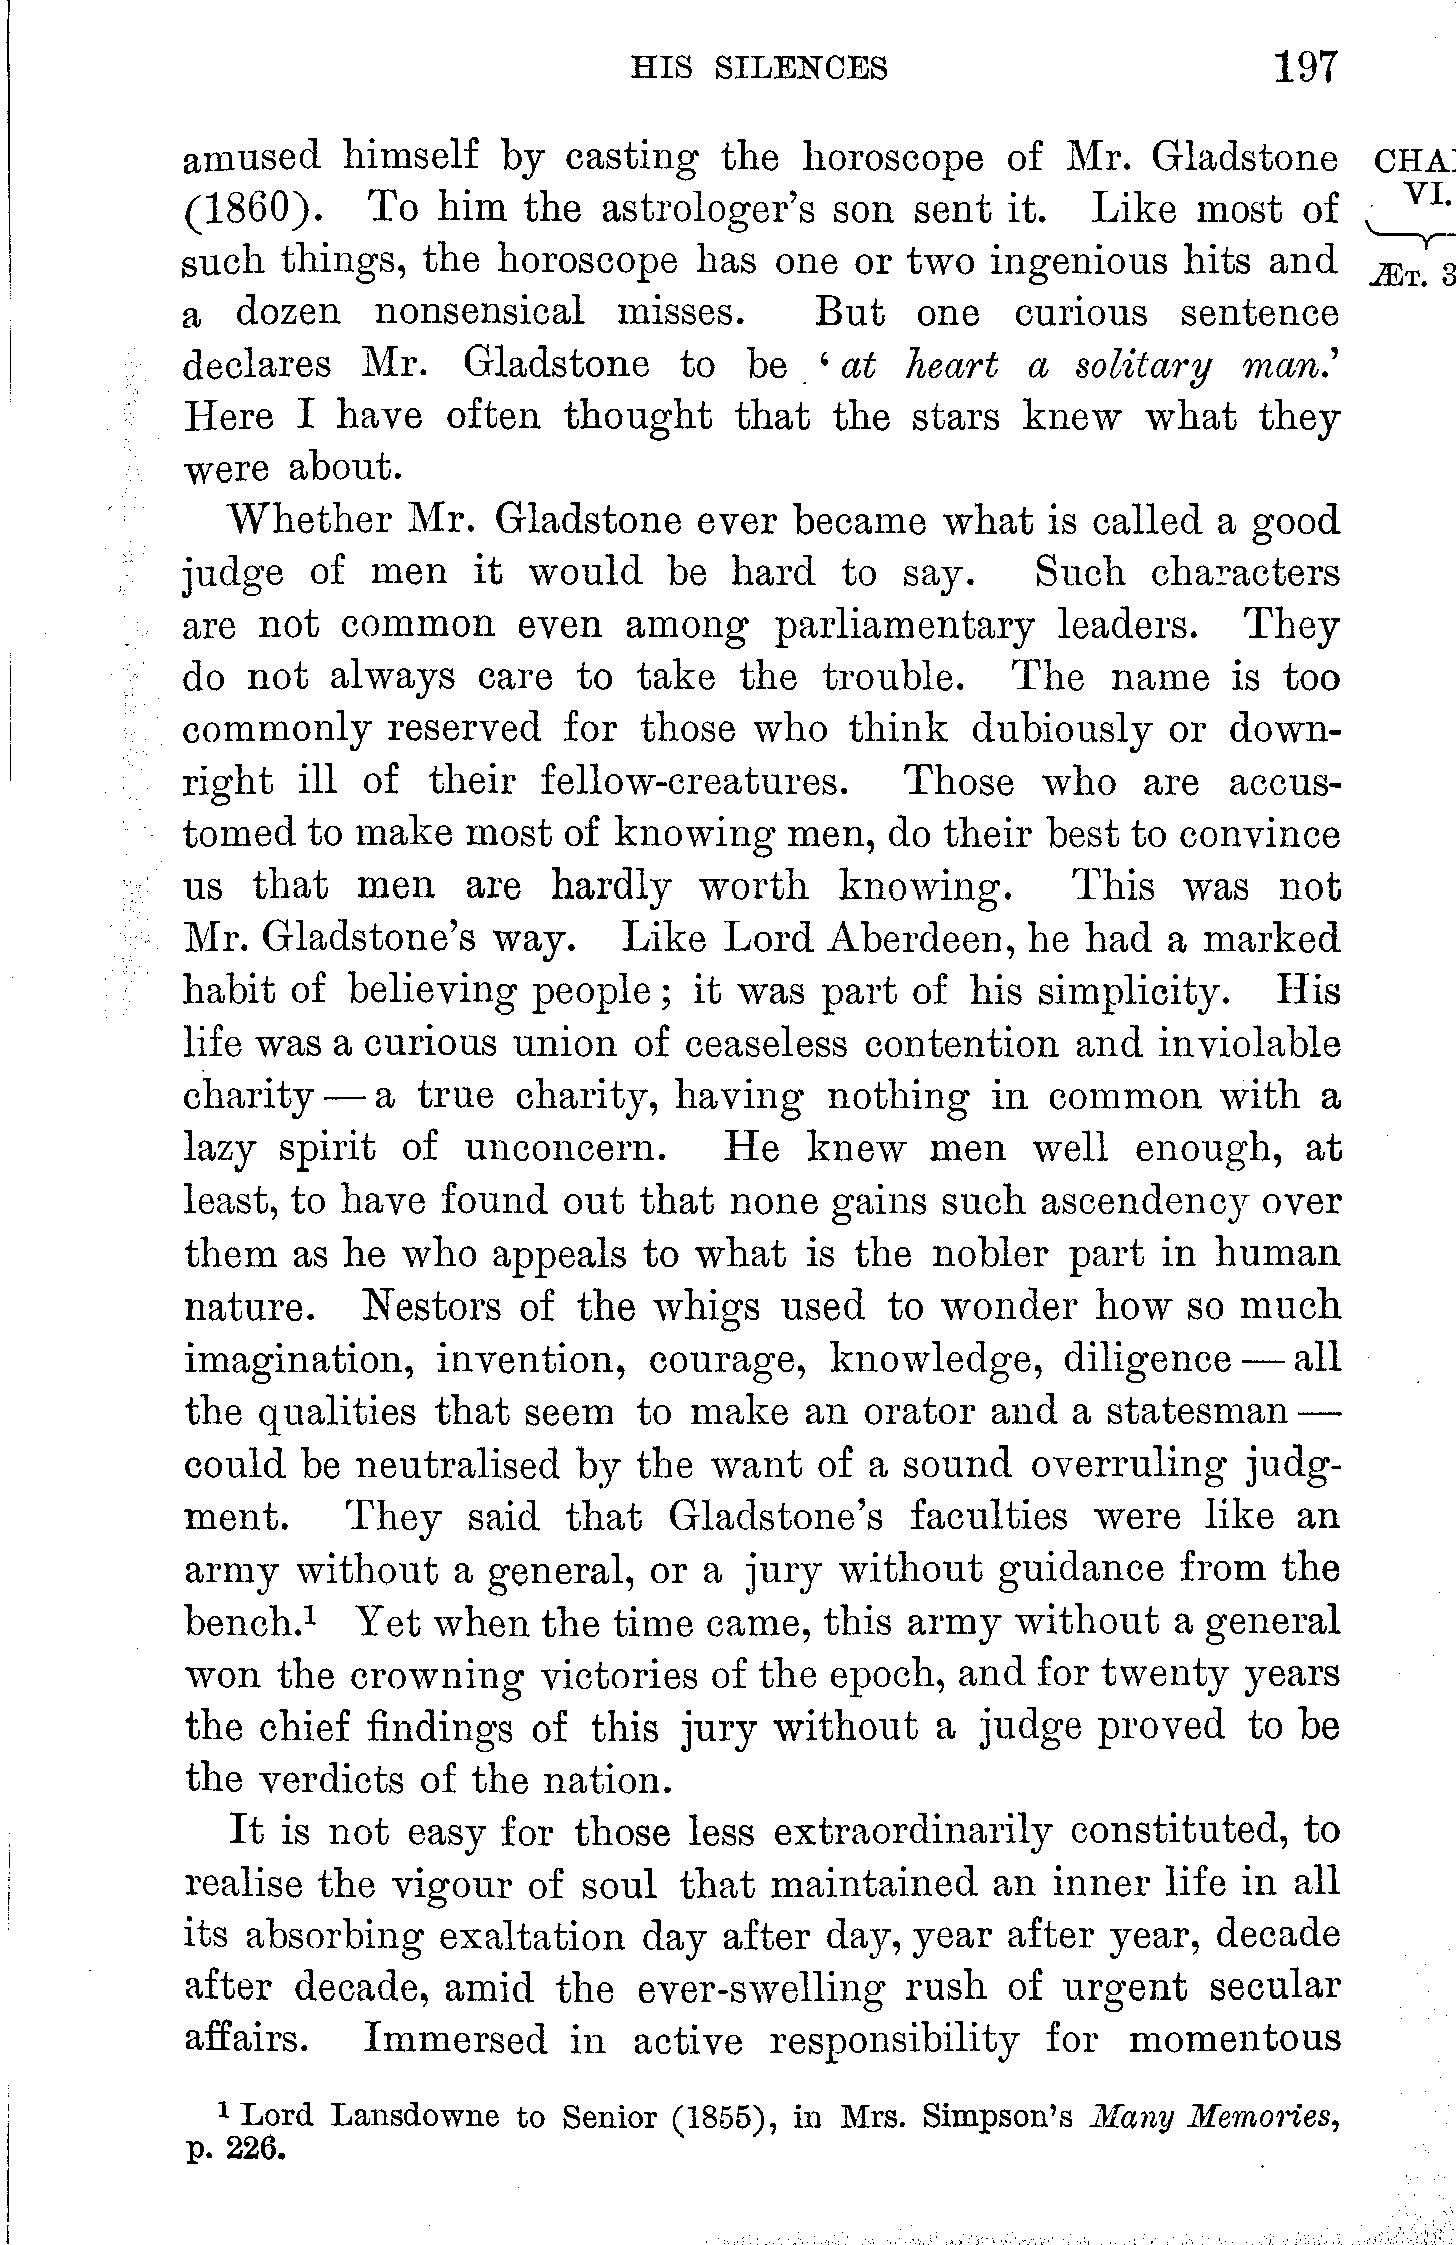 HIS SILENCES 197
amused himself by casting the horoscope of Mr. Gladstone
(1860). To him the astrologer's son sent it. Like most of
such things, the horoscope has one or two ingenious hits and
a dozen nonsensical misses. But one curious sentence
declares Mr. Gladstone to be ‘at heart a solitary man.’
Here I have often thought that the stars knew what they
were about.
Whether Mr. Gladstone ever became what is called a good
judge of men it would be hard to say. Such characters
are not common even among parliamentary leaders. They
do not always care to take the trouble. The name is too
commonly reserved for those who think dubiously or down-
right ill of their fellow-creatures. Those who are accus-
tomed to make most of knowing men, do their best to convince
us that men are hardly worth knowing. This was not
Mr. Gladstone's way. Like Lord Aberdeen, he had a marked
habit of believing people; it was part of his simplicity. His
life was a curious union of ceaseless contention and inviolable
charity — a true charity, having nothing in common with a
lazy spirit of unconcern. He knew men well enough, at
least, to have found out that none gains such ascendency over
them as he who appeals to what is the nobler part in human
nature. Nestors of the whigs used to wonder how so much
imagination, invention, courage, knowledge, diligence — all
the qualities that seem to make an orator and a statesman —
could be neutralised by the want of a sound overruling judg-
ment. They said that Gladstone's faculties were like an
army without a general, or a jury without guidance from the
bench.¹ Yet when the time came, this army without a general
won the crowning victories of the epoch, and for twenty years
the chief findings of this jury without a judge proved to be
the verdicts of the nation.
It is not easy for those less extraordinarily constituted, to
realise the vigour of soul that maintained an inner life in all
its absorbing exaltation day after day, year after year, decade
after decade, amid the ever-swelling rush of urgent secular
affairs. Immersed in active responsibility for momentous
¹ Lord Lansdowne to Senior (1855), in Mrs. Simpson's Many Memories,
p. 226.
VI.
ÆT. 3